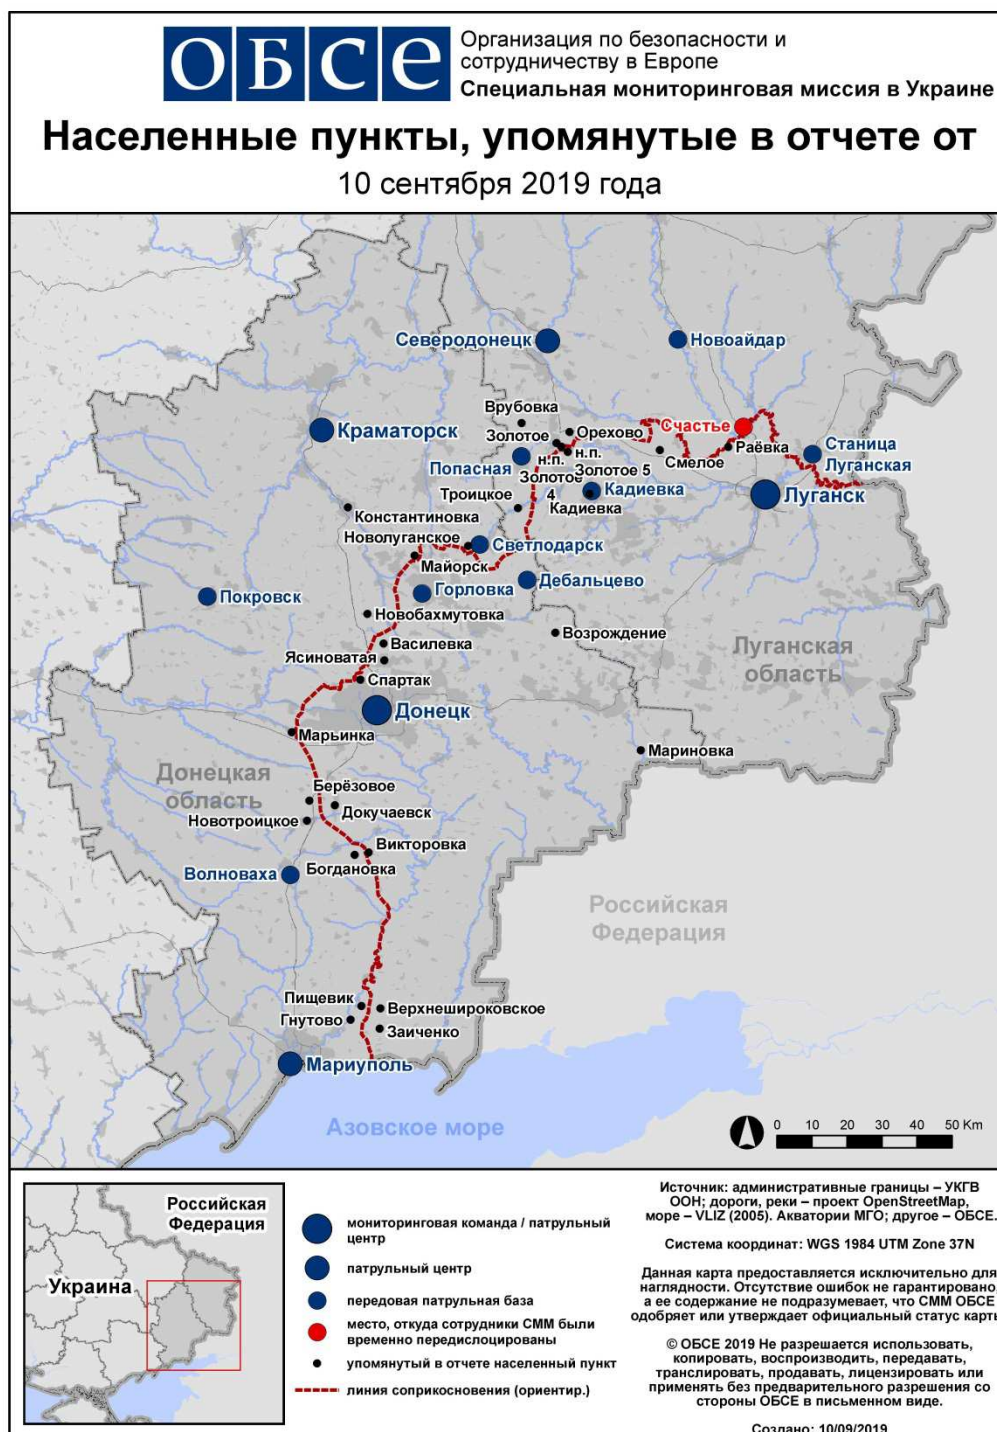 ОБСЕ
Организация по безопасности и
сотрудничеству в Европе
Специальная мониторинговая миссия в Украине
Населенные пункты, упомянутые в отчете от
10 сентября 2019 года
Северодонецк
Новоайдар
Врубовка
Счастье
Краматорск
Золотое
Орехово
Раёвка
Станица
Луганская
н.п.
н.п.
Смелое
Попасная
Золотое 5
Золотое
4
Кадиевка
Луганск
Троицкое
Кадиевка
Константиновка
Новолуганское
Светлодарск
Майорск
Дебальцево
Горловка
Покровск
Новобахмутовка
Возрождение
Василевка
Луганская
область
Ясиноватая
Спартак
Донецк
Марьинка
Мариновка
Донецкая
область
Берёзовое
Докучаевск
Новотроицкое
Викторовка
Богдановка
Волноваха
Российская
Федерация
Пищевик
Верхнешироковское
Гнутово
Заиченко
Мариуполь
Азовское море
0 10 20 30 40 50 Km
Российская
Федерация
Украина
мониторинговая команда / патрульный
центр
патрульный центр
передовая патрульная база
место, откуда сотрудники СММ были
временно передислоцированы
упомянутый в отчете населенный пункт
линия соприкосновения (ориентир.)
Источник: административные границы – УКГВ
ООН; дороги, реки – проект OpenStreetMap,
море – VLIZ (2005). Акватории МГО; другое – ОБСЕ.
Система координат: WGS 1984 UTM Zone 37N
Данная карта предоставляется исключительно для
наглядности. Отсутствие ошибок не гарантировано,
а ее содержание не подразумевает, что СММ ОБСЕ
одобряет или утверждает официальный статус карты
© ОБСЕ 2019 Не разрешается использовать,
копировать, воспроизводить, передавать,
транслировать, продавать, лицензировать или
применять без предварительного разрешения со
стороны ОБСЕ в письменном виде.
Создано: 10/09/2019